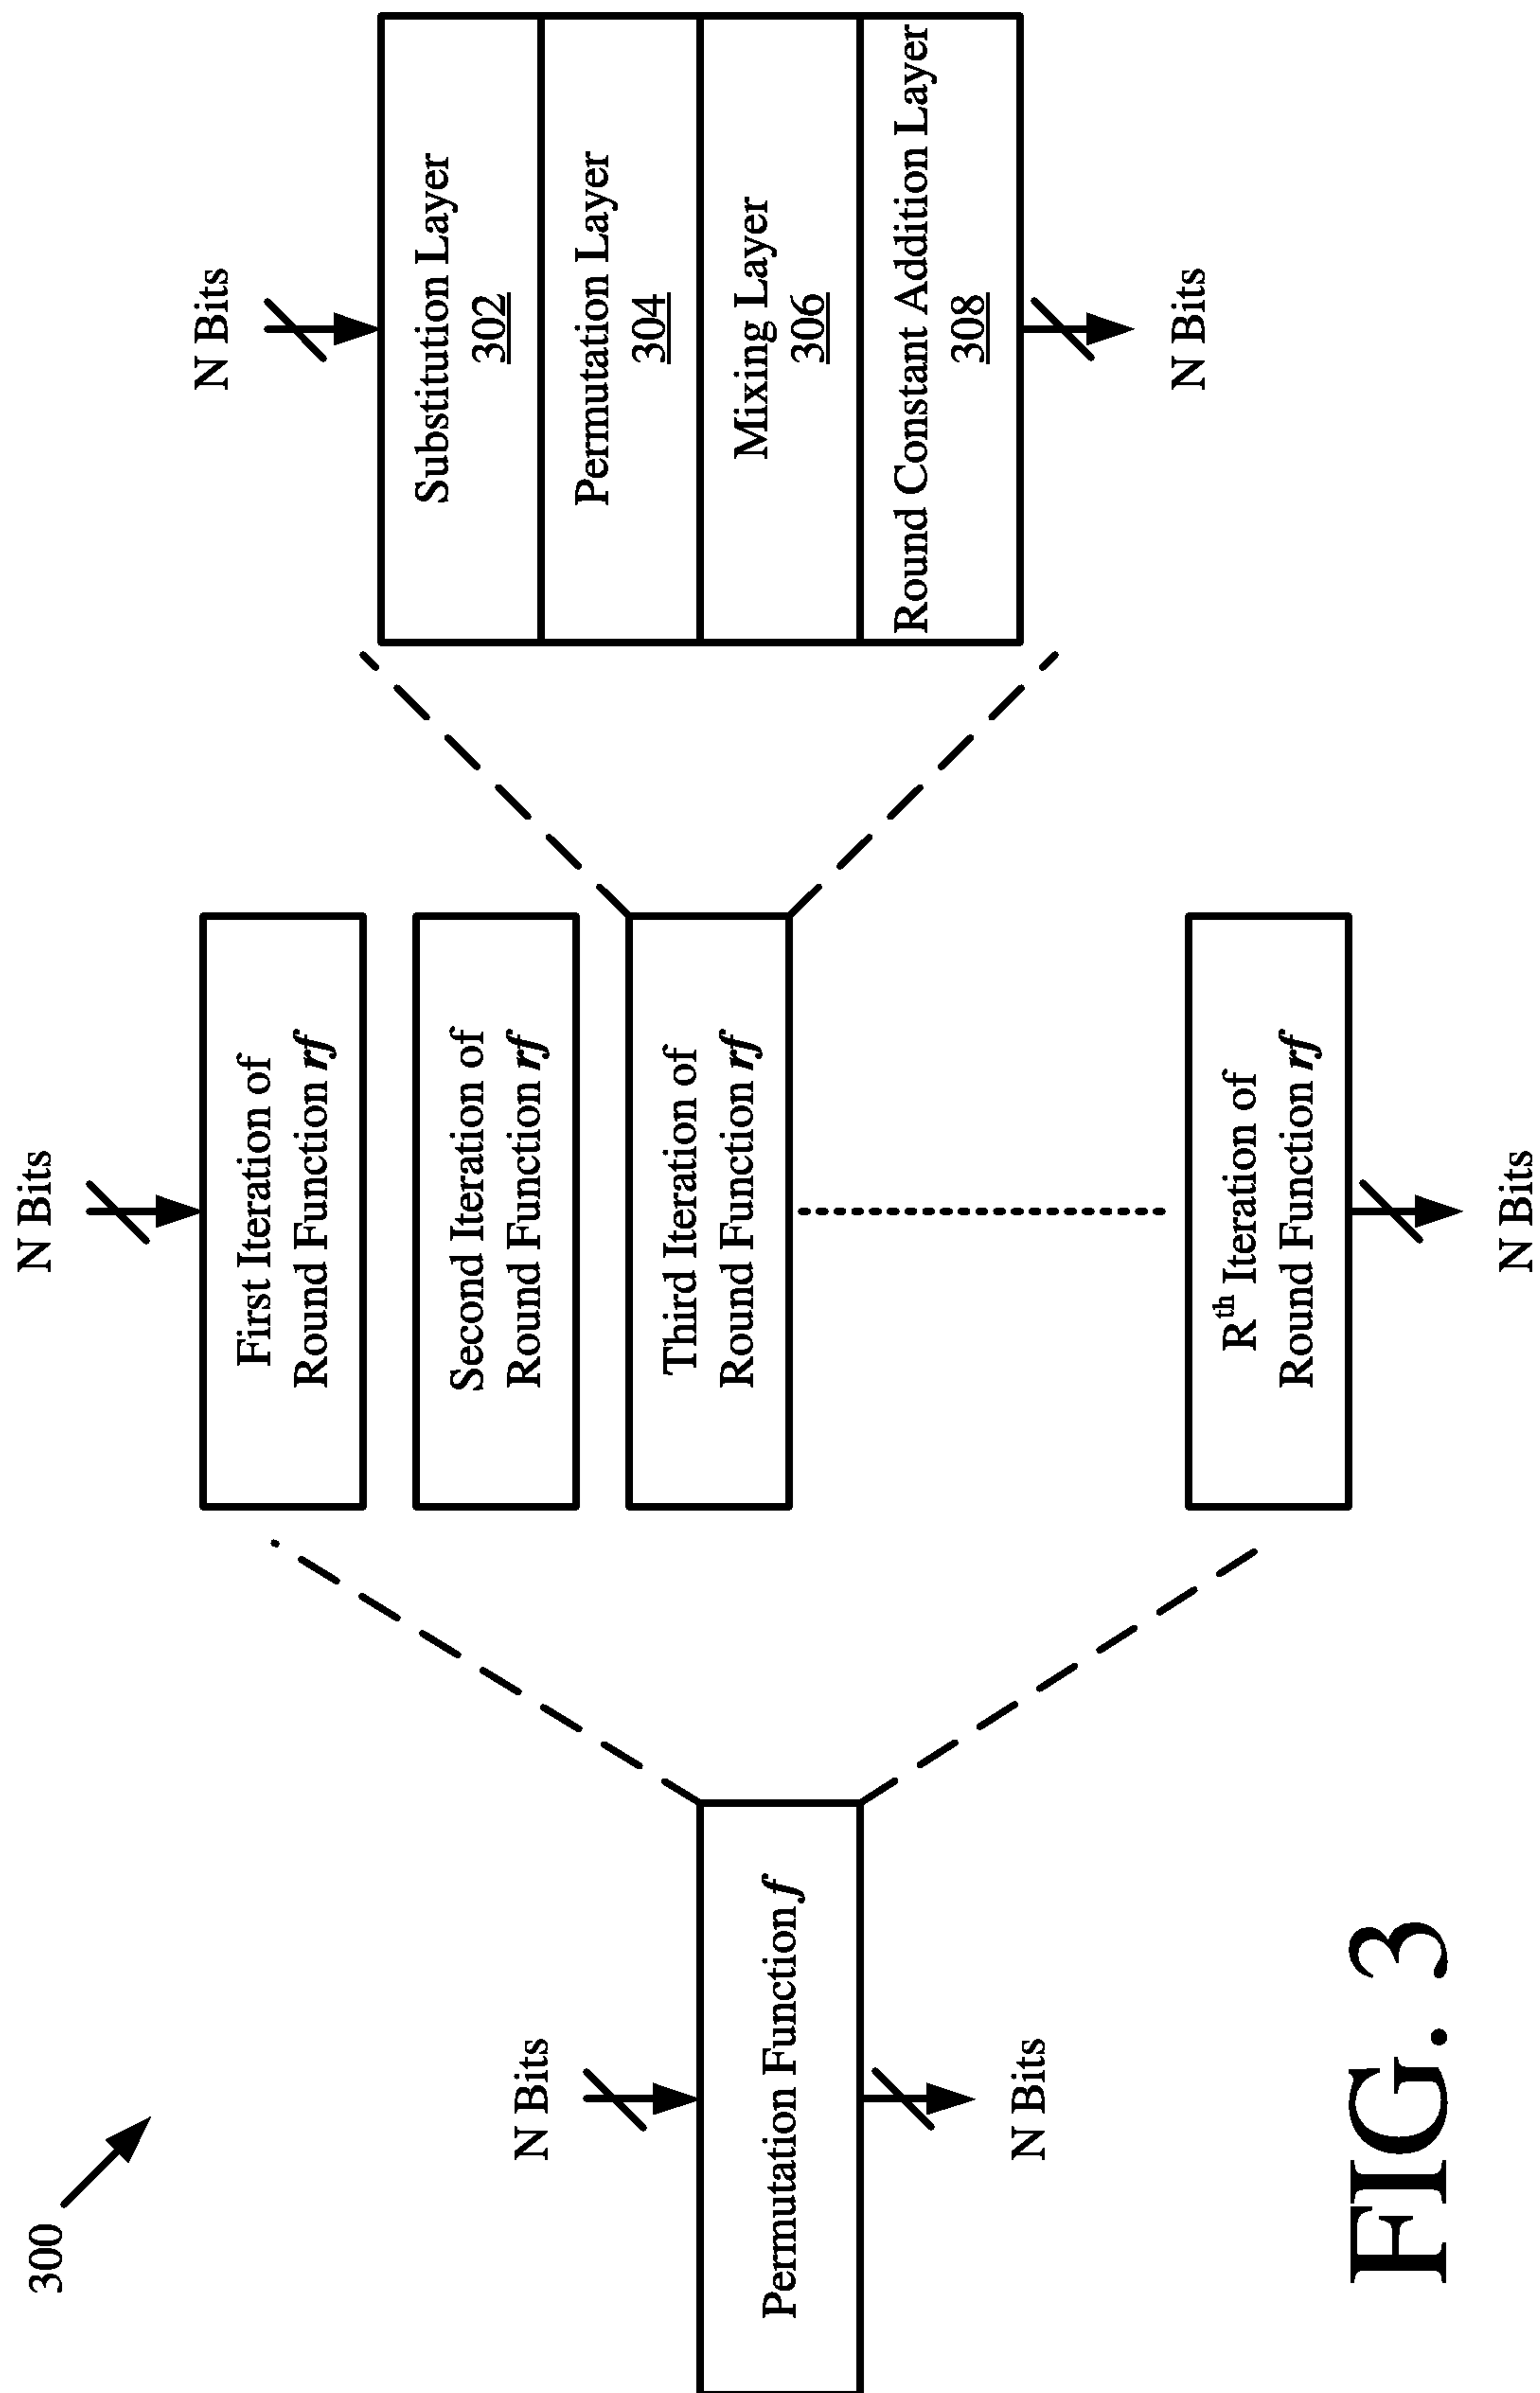 300
N Bits
Permutation Function f
N Bits
N Bits
First Iteration of
Round Function rf
Second Iteration of
Round Function rf
Third Iteration of
Round Function rf
Rth Iteration of
Round Function rf
N Bits
N Bits
Substitution Layer
302
Permutation Layer
304
Mixing Layer
306
Round Constant Addition Layer
308
N Bits
FIG. 3